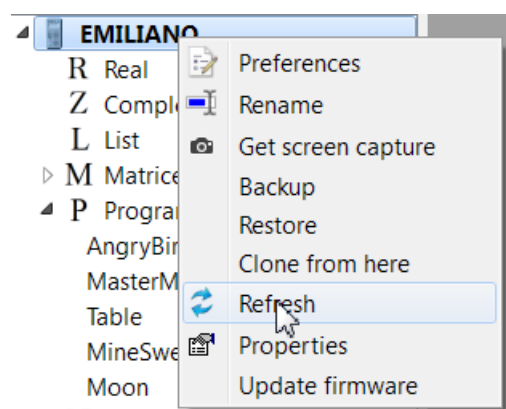 EMILIANO
R Real
Z Comple
L List
M Matrice
P Progra
AngryBir
MasterM
Table
MineSwe
Moon
Preferences
Rename
Get screen capture
Backup
Restore
Clone from here
Refresh
Properties
Update firmware